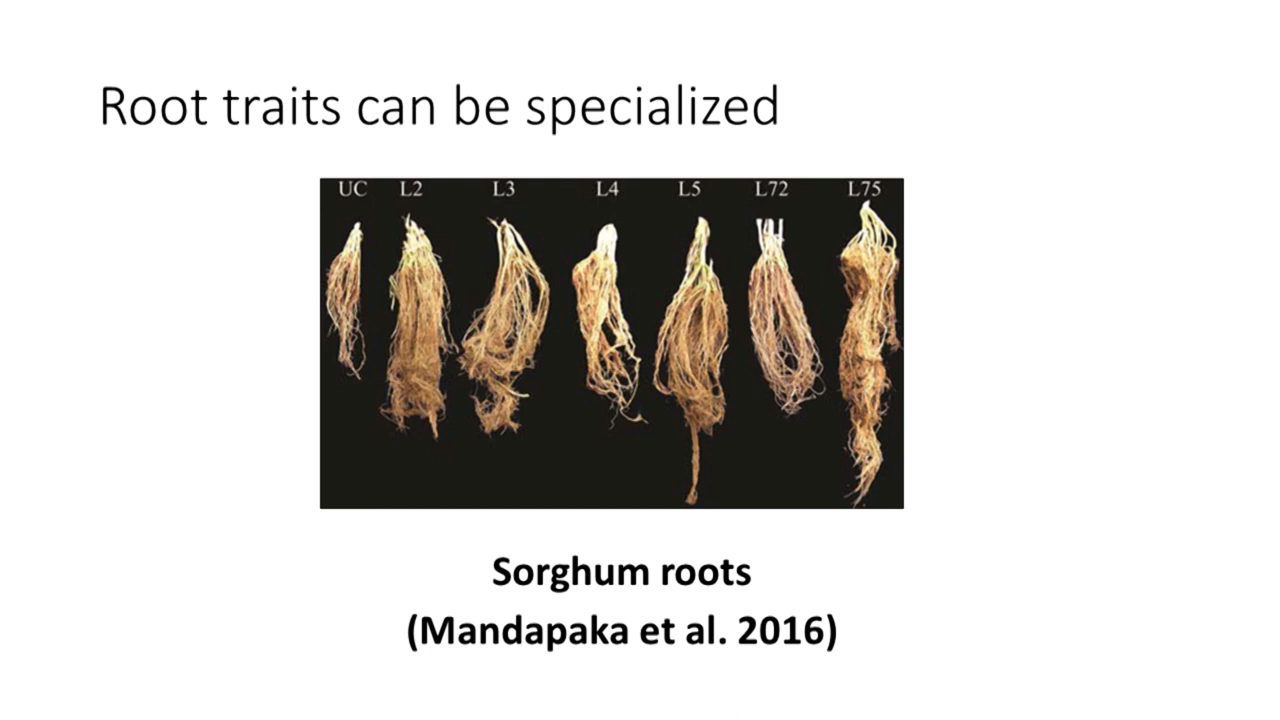 Root traits can be specialized
UC L2 L3 L4 L5 L72 L75
Sorghum roots
(Mandapaka et al. 2016)